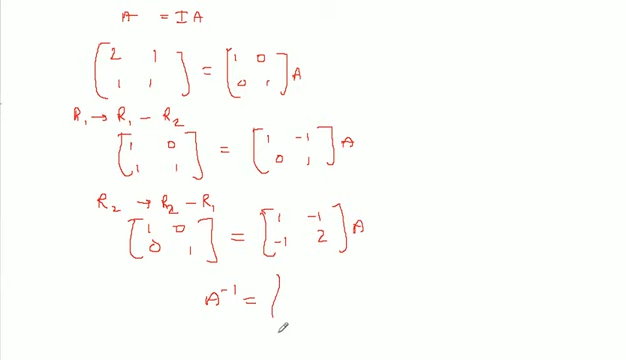 A = IA
[2 1
1 1] = [1 0
0 1] A
R₁ → R₁ - R₂
[1 0
1 1] = [1 -1
0 1] A
R₂ → R₂ - R₁
[1 0
0 1] = [1 -1
-1 2] A
A⁻¹ = [